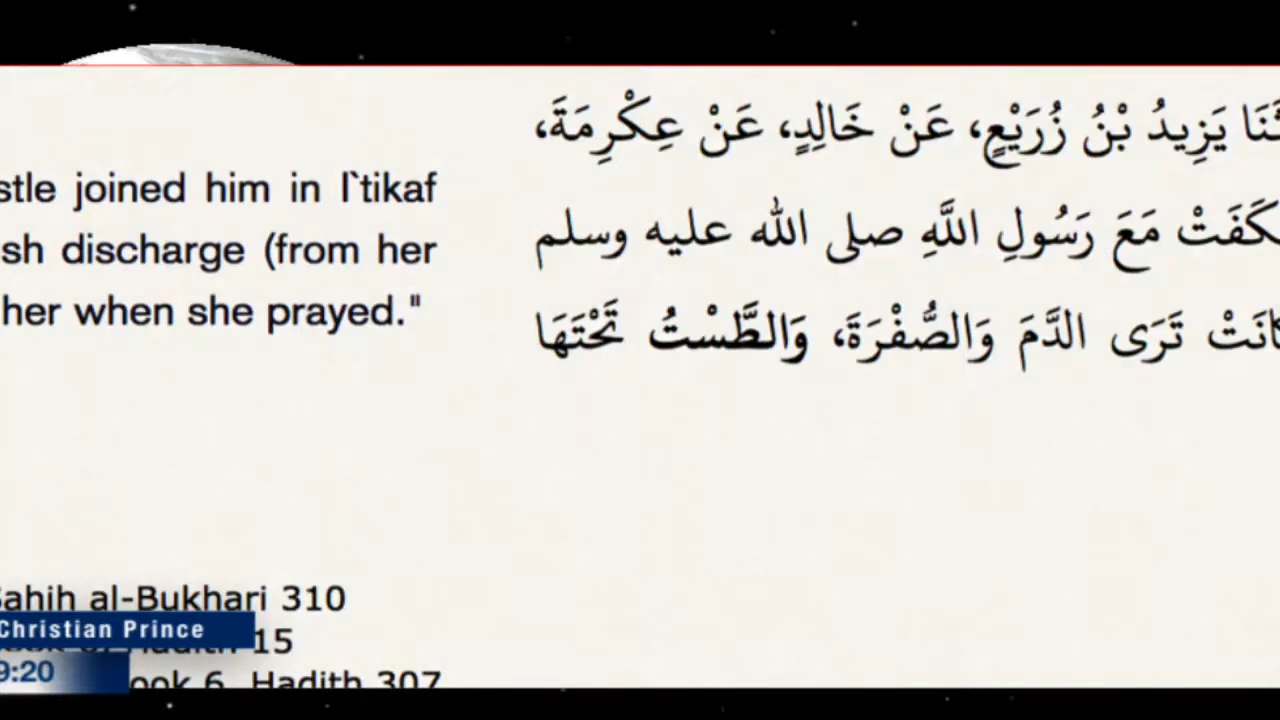 stle joined him in I`tikaf
sh discharge (from her
her when she prayed."
يَزِيدُ بْنُ زُرَيْعٍ، عَنْ خَالِدٍ، عَنْ عِكْرِمَةَ،
مَعَ رَسُولِ اللَّهِ صلى الله عليه وسلم
تَرَى الدَّمَ وَالصُّفْرَةَ، وَالطَّسْتُ تَحْتَهَا
Sahih al-Bukhari 310
15
ook 6, Hadith 307
Christian Prince
9:20